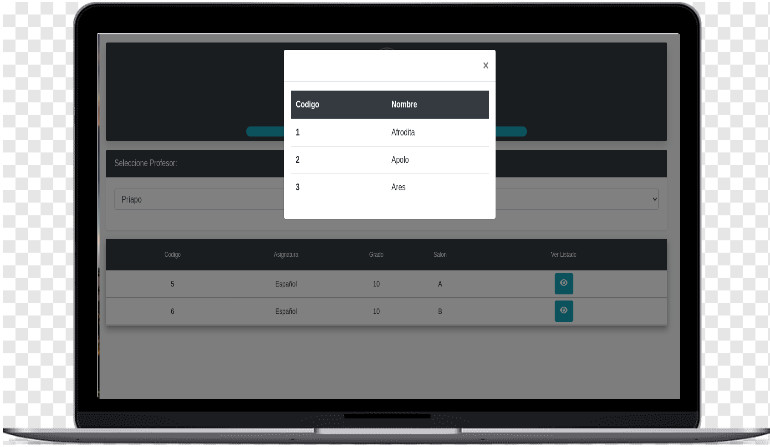 x
Codigo Nombre
1 Afrodita
2 Apolo
3 Ares
Seleccione Profesor:
Priapo
Codigo Asignatura Grado Salon Ver Listado
5 Español 10 A
6 Español 10 B